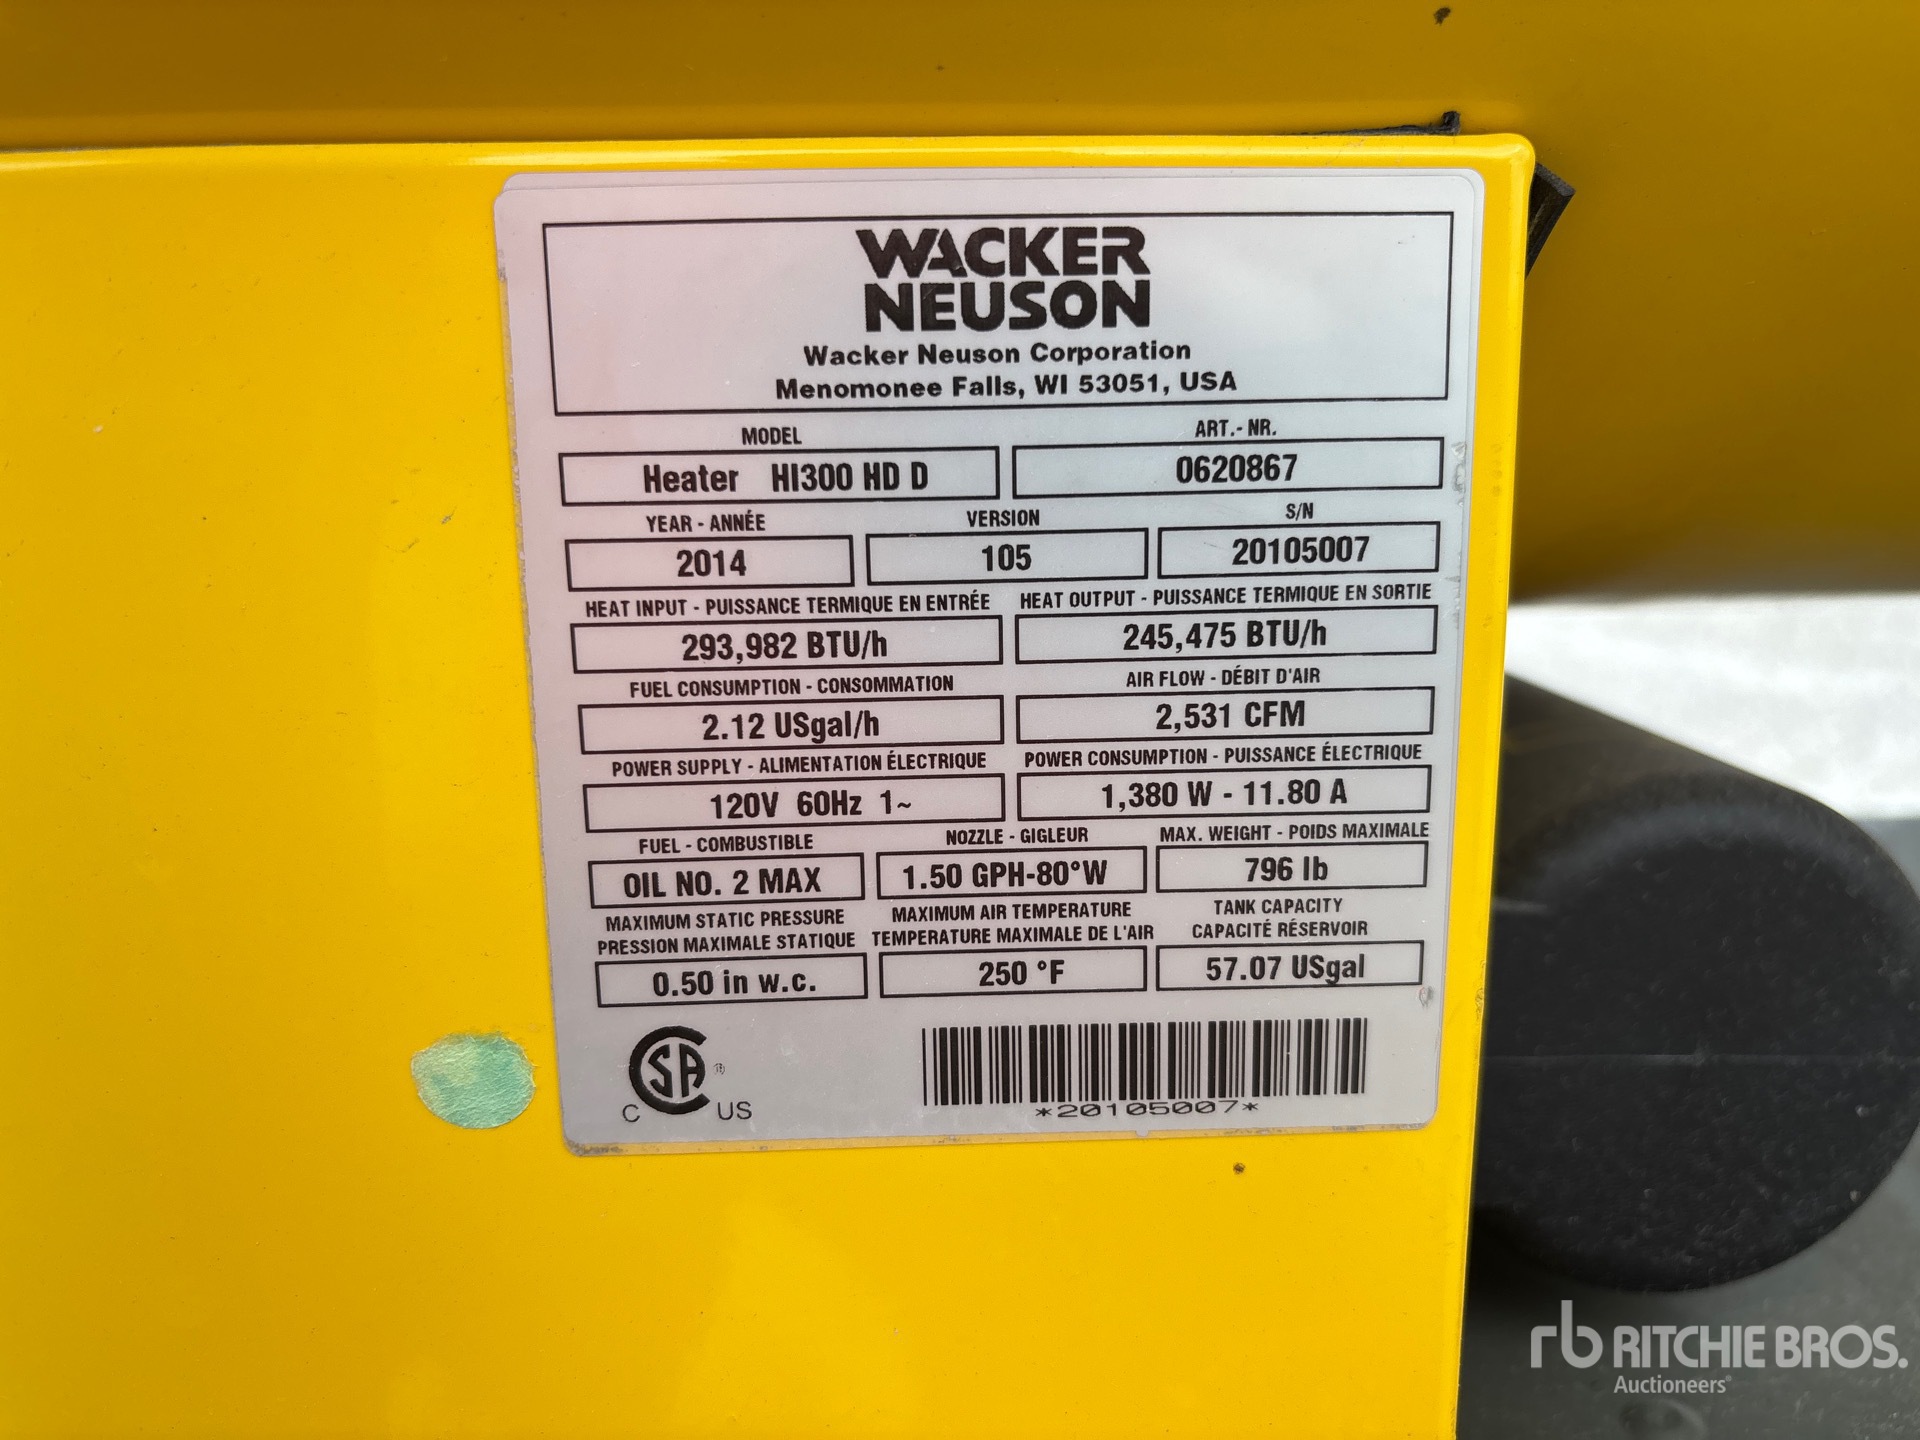 WACKER
NEUSON
Wacker Neuson Corporation
Menomonee Falls, WI 53051, USA
MODEL ART.- NR.
Heater HI300 HD D 0620867
YEAR - ANNÉE VERSION S/N
2014 105 20105007
HEAT INPUT - PUISSANCE TERMIQUE EN ENTRÉE HEAT OUTPUT - PUISSANCE TERMIQUE EN SORTIE
293,982 BTU/h 245,475 BTU/h
FUEL CONSUMPTION - CONSOMMATION AIR FLOW - DÉBIT D'AIR
2.12 USgal/h 2,531 CFM
POWER SUPPLY - ALIMENTATION ÉLECTRIQUE POWER CONSUMPTION - PUISSANCE ÉLECTRIQUE
120V 60Hz 1~ 1,380 W - 11.80 A
FUEL - COMBUSTIBLE NOZZLE - GIGLEUR MAX. WEIGHT - POIDS MAXIMALE
OIL NO. 2 MAX 1.50 GPH-80°W 796 lb
MAXIMUM STATIC PRESSURE MAXIMUM AIR TEMPERATURE TANK CAPACITY
PRESSION MAXIMALE STATIQUE TEMPERATURE MAXIMALE DE L'AIR CAPACITÉ RÉSERVOIR
0.50 in w.c. 250 °F 57.07 USgal
CSA ®
C US
*20105007*
rb RITCHIE BROS.
Auctioneers